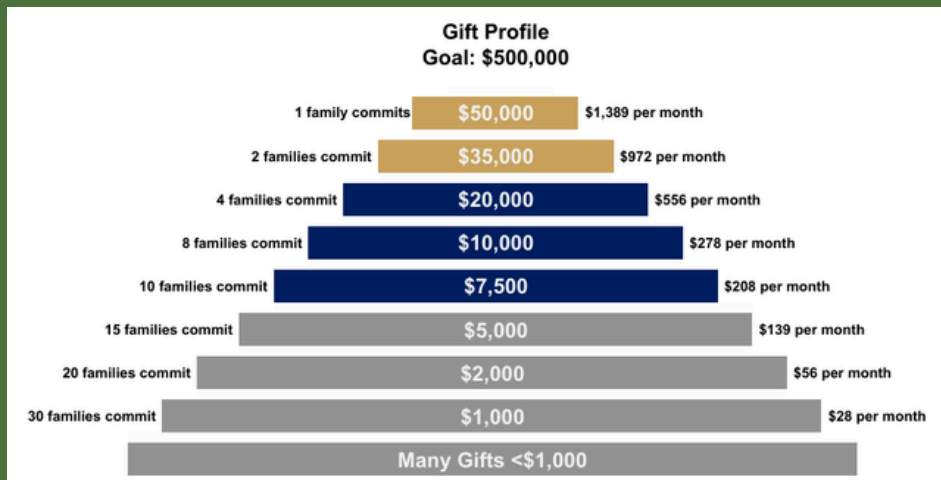 Gift Profile
Goal: $500,000
1 family commits $50,000 $1,389 per month
2 families commit $35,000 $972 per month
4 families commit $20,000 $556 per month
8 families commit $10,000 $278 per month
10 families commit $7,500 $208 per month
15 families commit $5,000 $139 per month
20 families commit $2,000 $56 per month
30 families commit $1,000 $28 per month
Many Gifts <$1,000